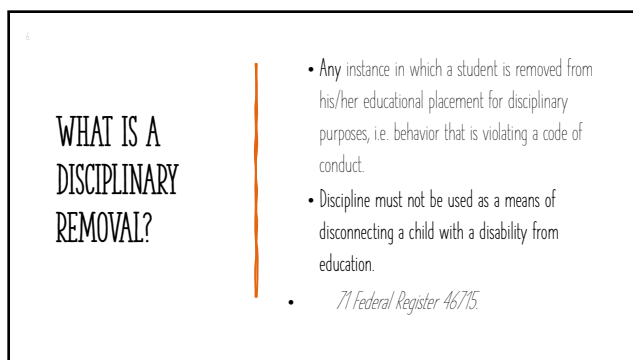 6
WHAT IS A
DISCIPLINARY
REMOVAL?
• Any instance in which a student is removed from
his/her educational placement for disciplinary
purposes, i.e. behavior that is violating a code of
conduct.
• Discipline must not be used as a means of
disconnecting a child with a disability from
education.
• 71 Federal Register 46715.